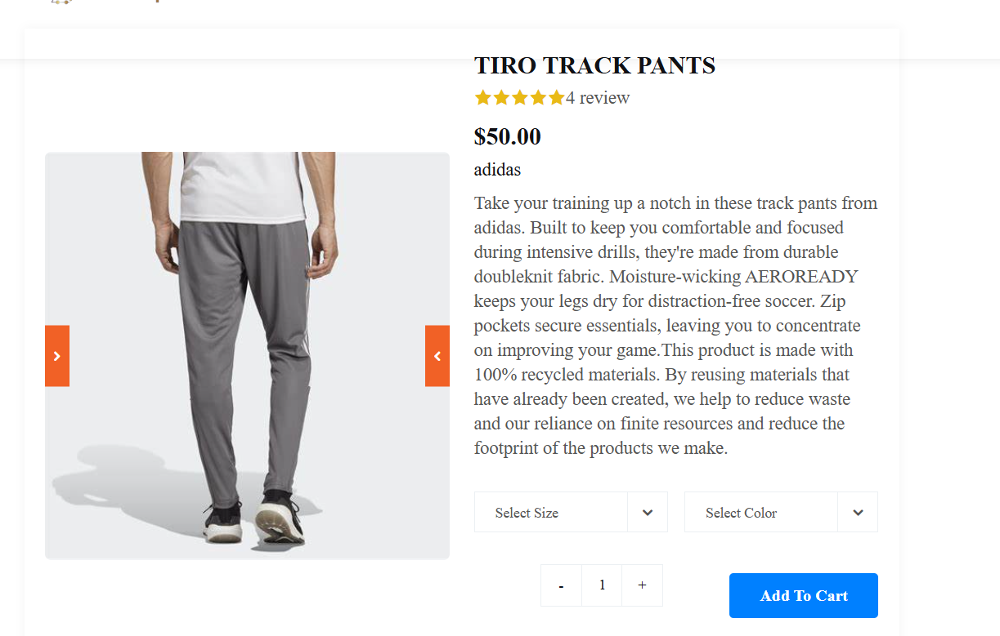 TIRO TRACK PANTS
4 review
$50.00
adidas
Take your training up a notch in these track pants from
adidas. Built to keep you comfortable and focused
during intensive drills, they're made from durable
doubleknit fabric. Moisture-wicking AEROREADY
keeps your legs dry for distraction-free soccer. Zip
pockets secure essentials, leaving you to concentrate
on improving your game.This product is made with
100% recycled materials. By reusing materials that
have already been created, we help to reduce waste
and our reliance on finite resources and reduce the
footprint of the products we make.
Select Size
Select Color
- 1 +
Add To Cart